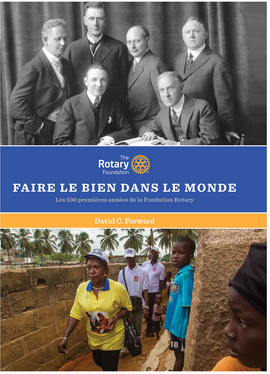 The
Rotary
Foundation
FAIRE LE BIEN DANS LE MONDE
Les 100 premières années de la Fondation Rotary
David C. Forward